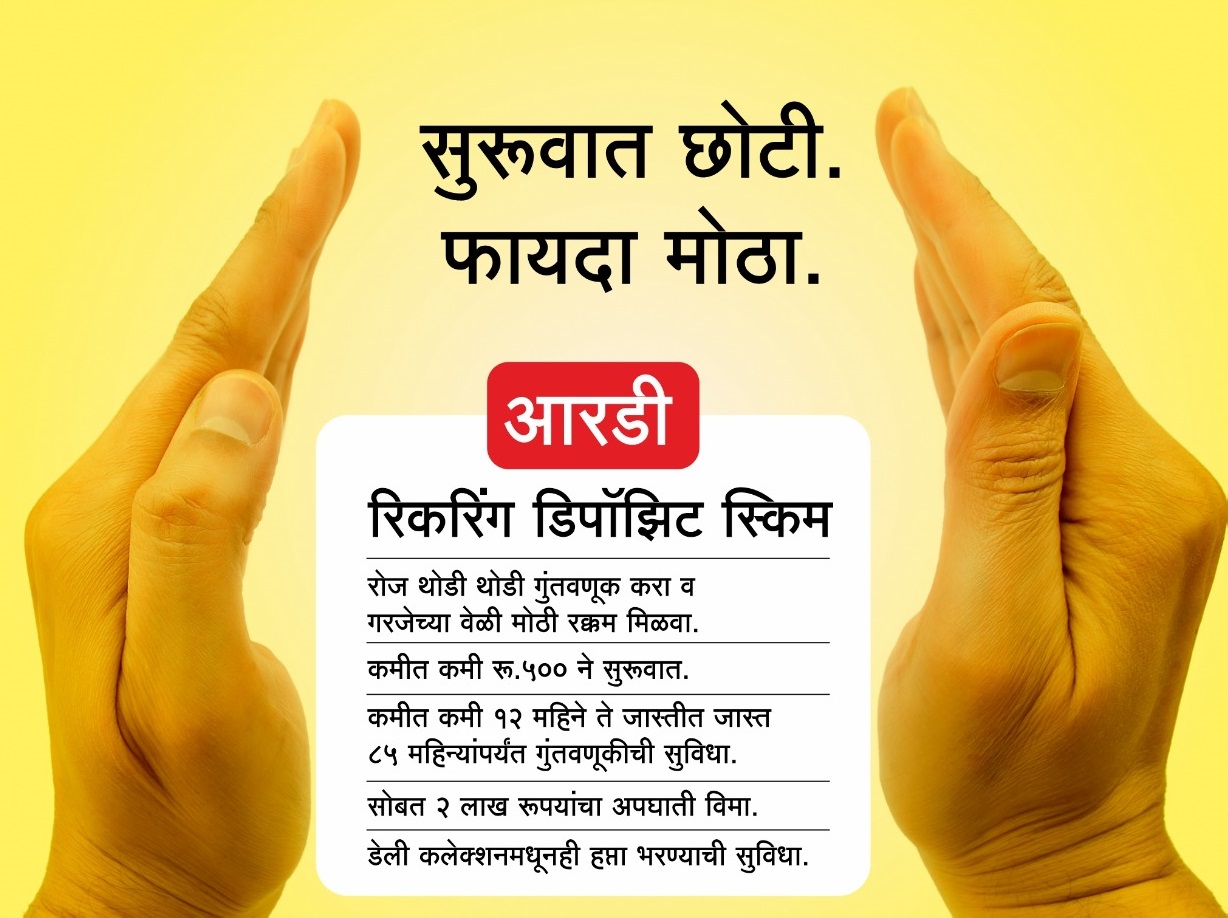 सुरूवात छोटी.
फायदा मोठा.
आरडी
रिकरिंग डिपॉझिट स्किम
रोज थोडी थोडी गुंतवणूक करा व
गरजेच्या वेळी मोठी रक्कम मिळवा.
कमीत कमी रू.५०० ने सुरूवात.
कमीत कमी १२ महिने ते जास्तीत जास्त
८५ महिन्यांपर्यंत गुंतवणूकीची सुविधा.
सोबत २ लाख रूपयांचा अपघाती विमा.
डेली कलेक्शनमधूनही हप्ता भरण्याची सुविधा.